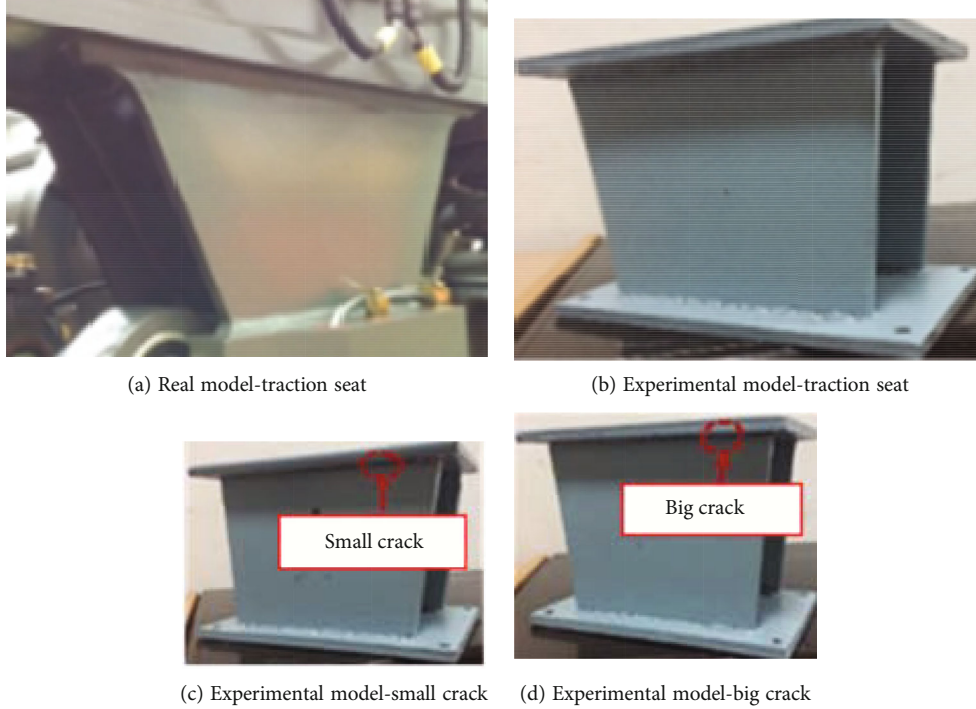 (a) Real model-traction seat
(b) Experimental model-traction seat
Small crack
Big crack
(c) Experimental model-small crack
(d) Experimental model-big crack